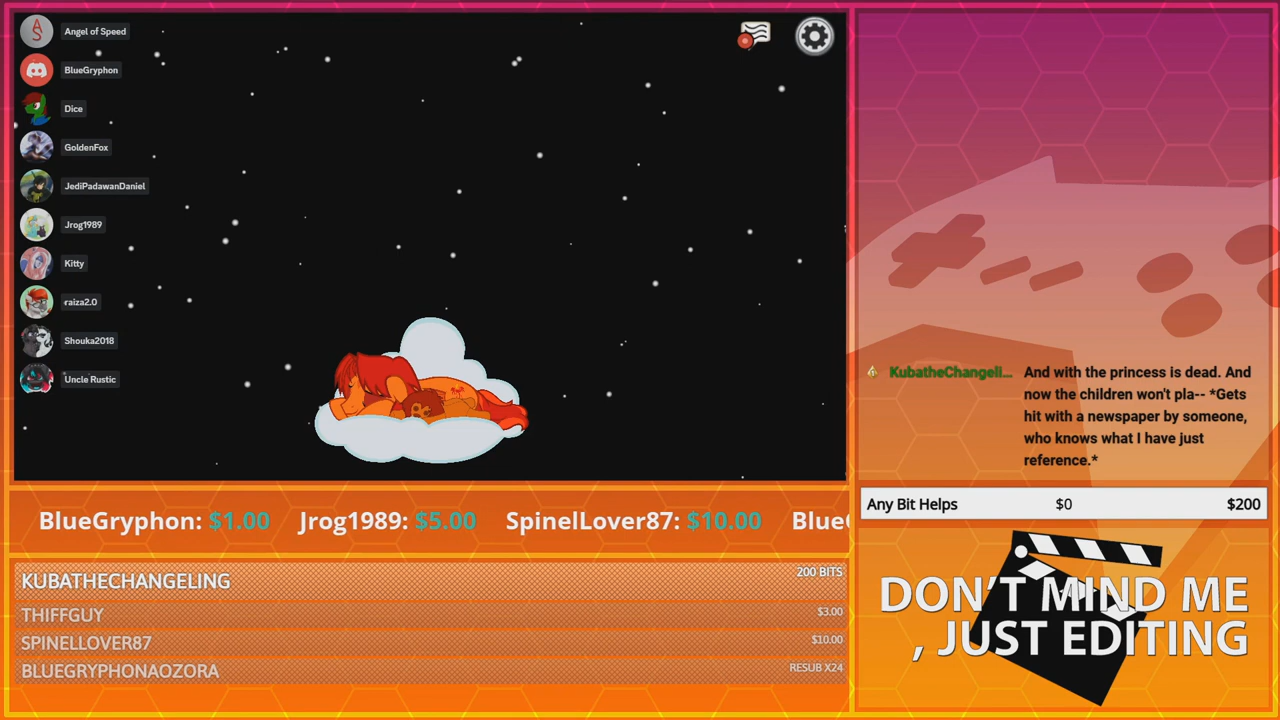 Angel of Speed
BlueGryphon
Dice
GoldenFox
JediPadawanDaniel
Jrog1989
Kitty
raiza2.0
Shouka2018
Uncle Rustic
KubatheChangeli... And with the princess is dead. And
now the children won't pla-- *Gets
hit with a newspaper by someone,
who knows what I have just
reference.*
Any Bit Helps $0 $200
BlueGryphon: $1.00 Jrog1989: $5.00 SpinelLover87: $10.00 Blue
KUBATHECHANGELING 200 BITS
THIFFGUY $3.00
SPINELLOVER87 $10.00
BLUEGRYPHONAOZORA RESUB X24
DON'T MIND ME
, JUST EDITING